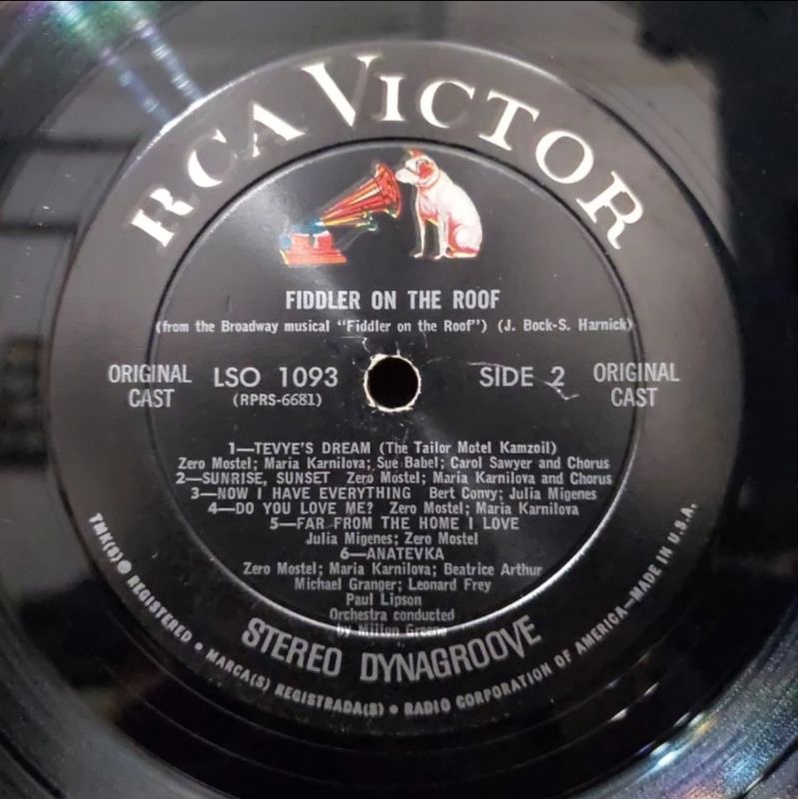 RCA VICTOR
FIDDLER ON THE ROOF
(from the Broadway musical "Fiddler on the Roof") (J. Bock-S. Harnick)
ORIGINAL CAST
LSO 1093
(RPRS-6681)
SIDE 2
ORIGINAL CAST
1—TEVYE'S DREAM (The Tailor Motel Kamzoil)
Zero Mostel; Maria Karnilova; Sue Babel; Carol Sawyer and Chorus
2—SUNRISE, SUNSET Zero Mostel; Maria Karnilova and Chorus
3—NOW I HAVE EVERYTHING Bert Convy; Julia Migenes
4—DO YOU LOVE ME? Zero Mostel; Maria Karnilova
5—FAR FROM THE HOME I LOVE
Julia Migenes; Zero Mostel
6—ANATEVKA
Zero Mostel; Maria Karnilova; Beatrice Arthur
Michael Granger; Leonard Frey
Paul Lipson
Orchestra conducted
by Milton Greene
STEREO DYNAGROOVE
TMK(S)® REGISTERED • MARCA(S) REGISTRADA(S) • RADIO CORPORATION OF AMERICA—MADE IN U.S.A.